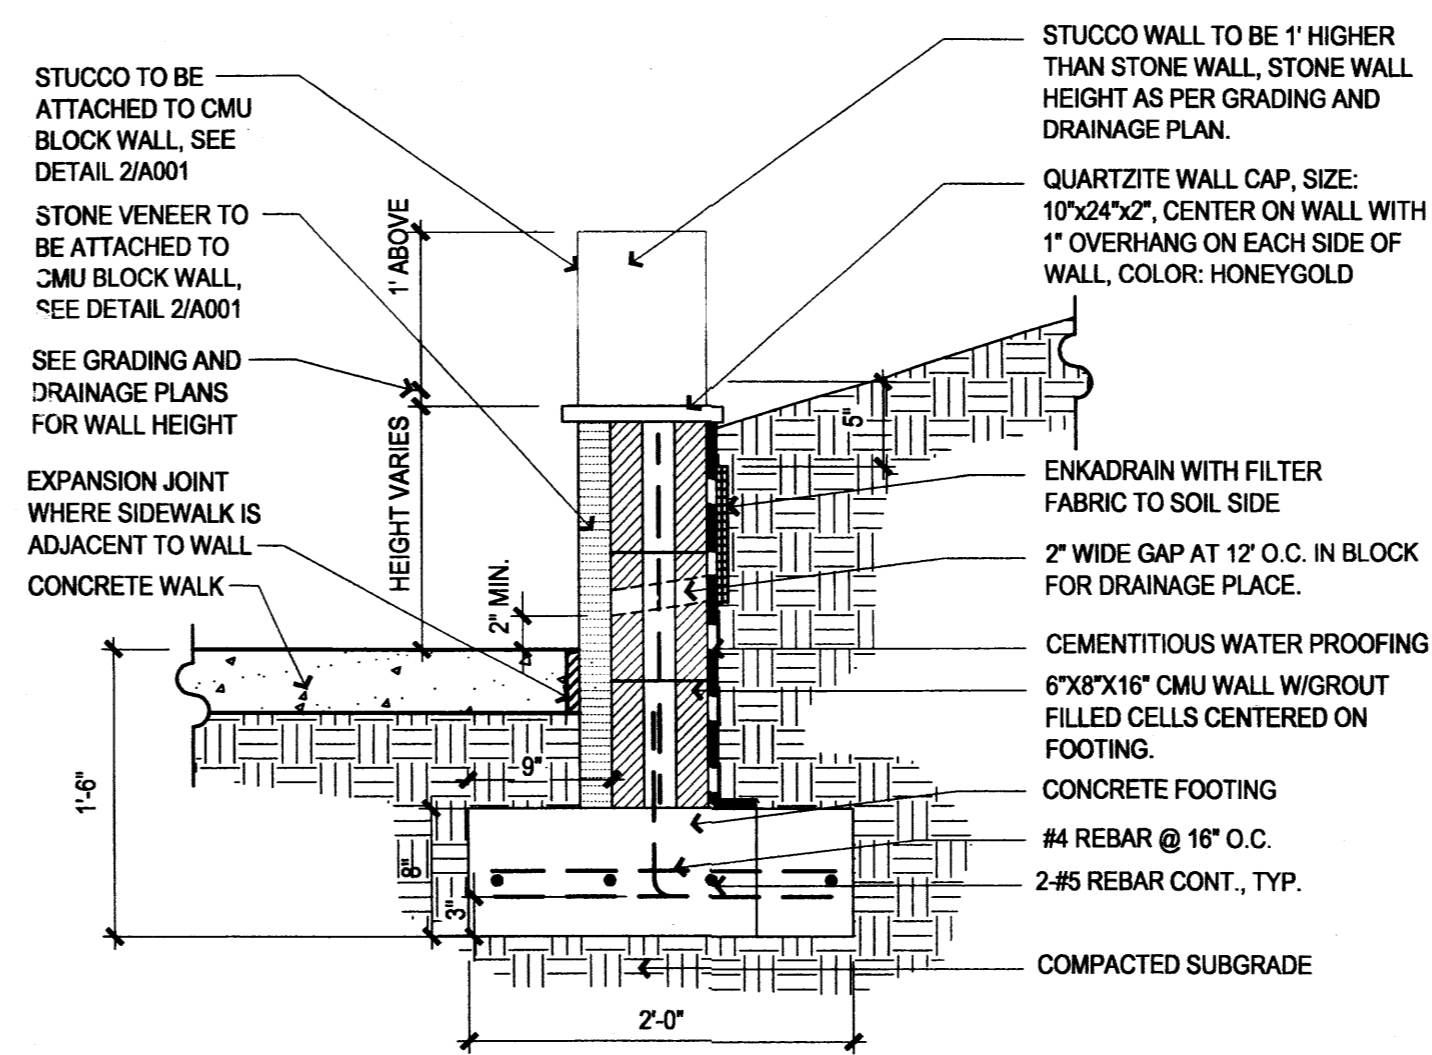 STUCCO TO BE
ATTACHED TO CMU
BLOCK WALL, SEE
DETAIL 2/A001
STONE VENEER TO
BE ATTACHED TO
CMU BLOCK WALL,
SEE DETAIL 2/A001
SEE GRADING AND
DRAINAGE PLANS
FOR WALL HEIGHT
EXPANSION JOINT
WHERE SIDEWALK IS
ADJACENT TO WALL
CONCRETE WALK
1' ABOVE
HEIGHT VARIES
2" MIN.
5"
9"
1'-6"
8"
3"
2'-0"
STUCCO WALL TO BE 1' HIGHER
THAN STONE WALL, STONE WALL
HEIGHT AS PER GRADING AND
DRAINAGE PLAN.
QUARTZITE WALL CAP, SIZE:
10"x24"x2", CENTER ON WALL WITH
1" OVERHANG ON EACH SIDE OF
WALL, COLOR: HONEYGOLD
ENKADRAIN WITH FILTER
FABRIC TO SOIL SIDE
2" WIDE GAP AT 12' O.C. IN BLOCK
FOR DRAINAGE PLACE.
CEMENTITIOUS WATER PROOFING
6"X8"X16" CMU WALL W/GROUT
FILLED CELLS CENTERED ON
FOOTING.
CONCRETE FOOTING
#4 REBAR @ 16" O.C.
2-#5 REBAR CONT., TYP.
COMPACTED SUBGRADE